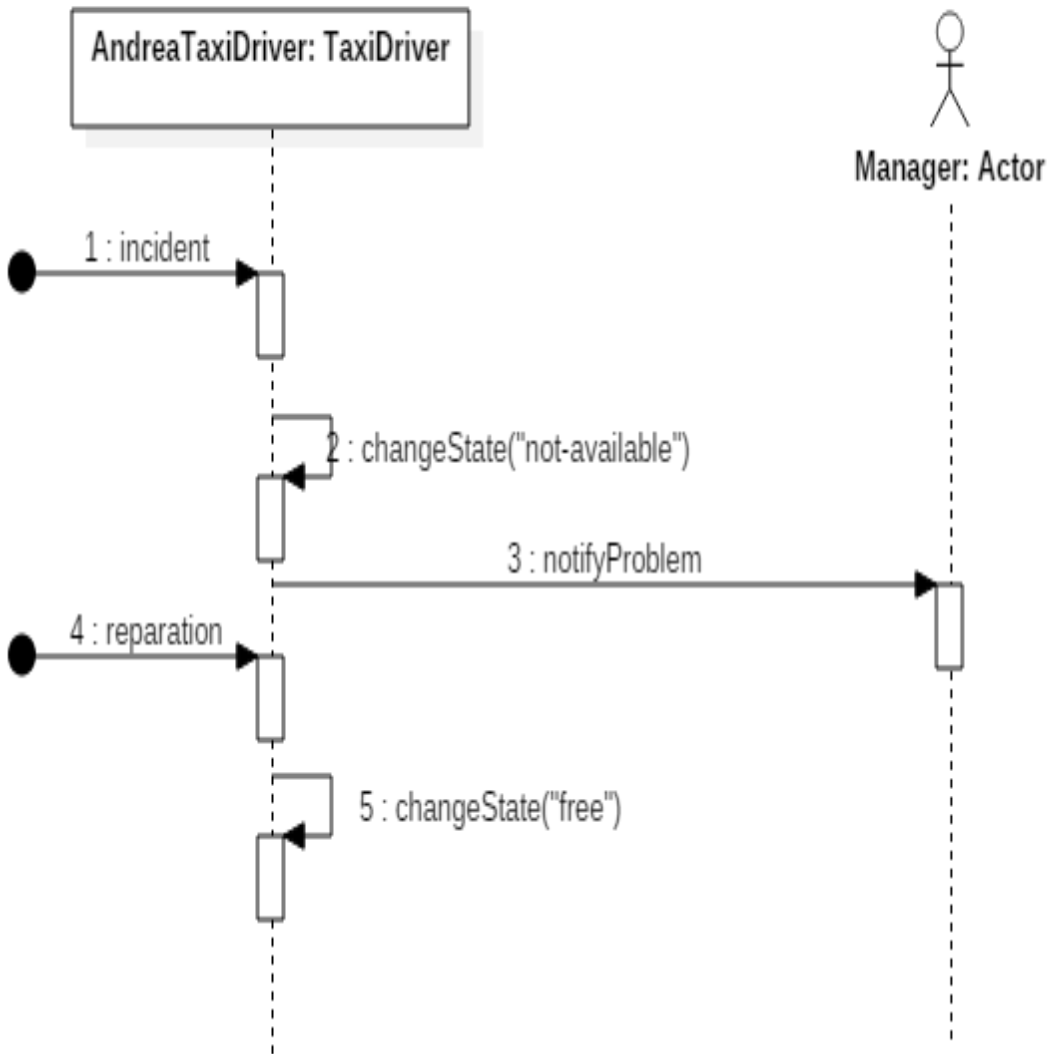 AndreaTaxiDriver: TaxiDriver
Manager: Actor
1 : incident
2 : changeState("not-available")
3 : notifyProblem
4 : reparation
5 : changeState("free")